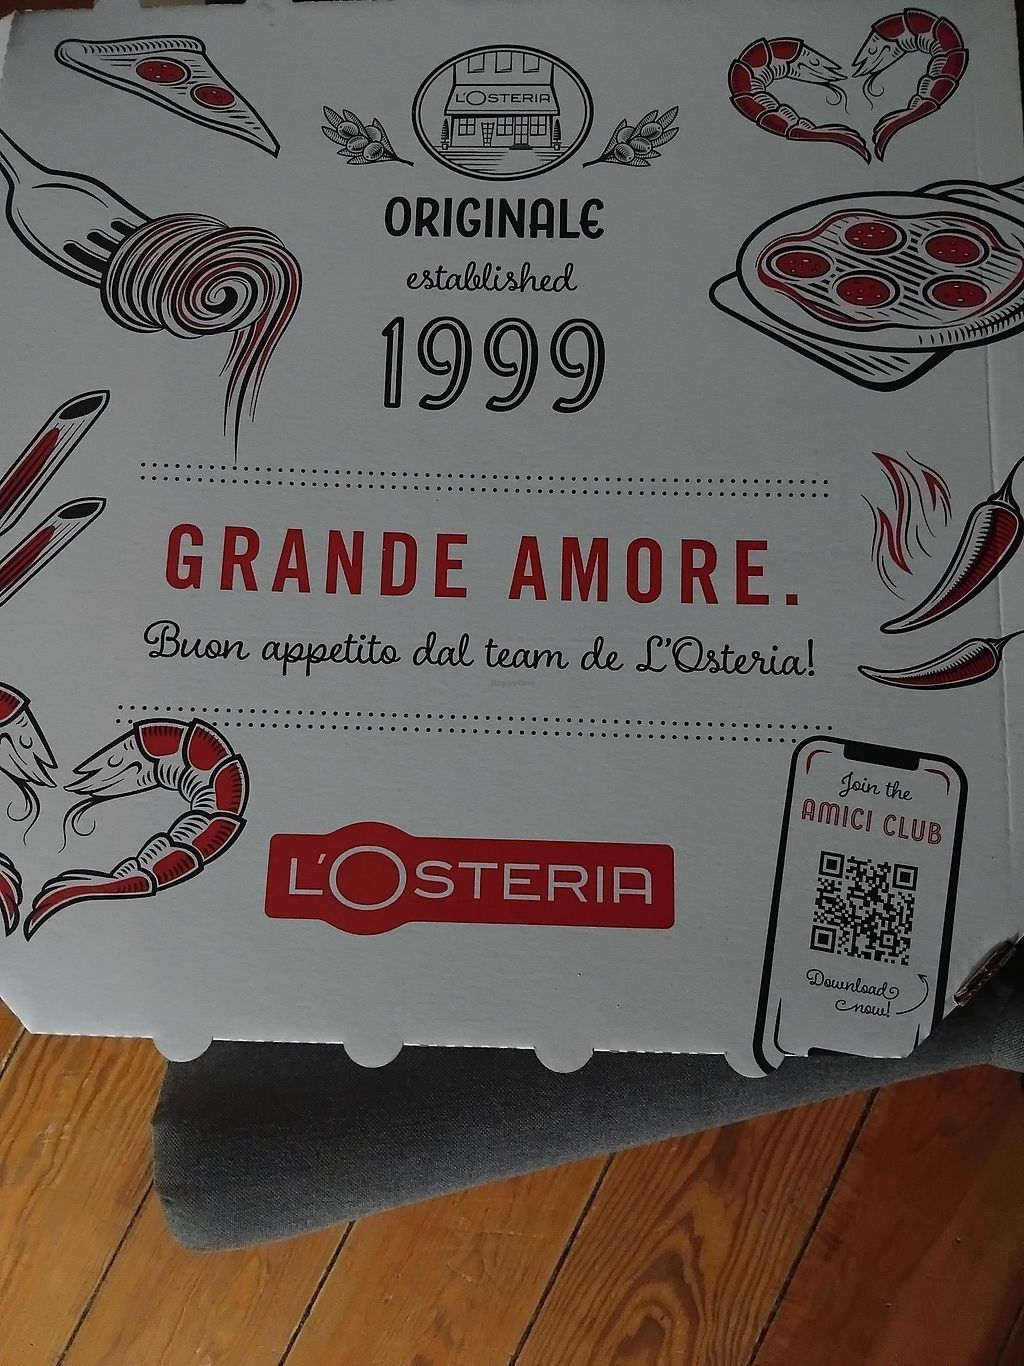 L'OSTERIA
ORIGINALE
established
1999
GRANDE AMORE.
Buon appetito dal team de L'Osteria!
Join the
AMICI CLUB
L'OSTERIA
Download
now!